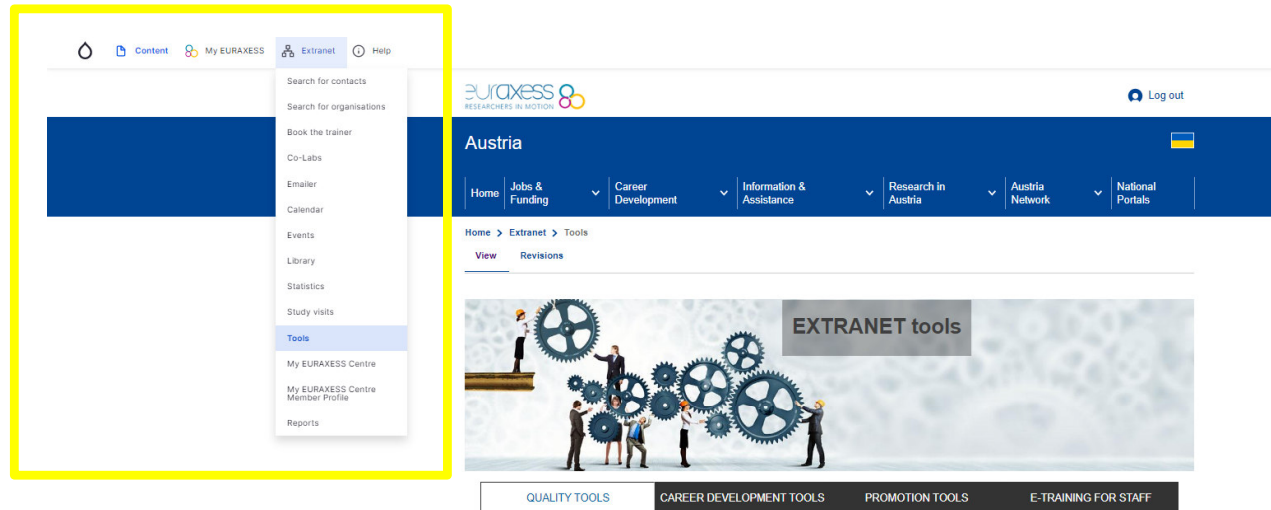 Content
My EURAXESS
Extranet
Help
Search for contacts
Search for organisations
Book the trainer
Co-Labs
Emailer
Calendar
Events
Library
Statistics
Study visits
Tools
My EURAXESS Centre
My EURAXESS Centre
Member Profile
Reports
euraxess
RESEARCHERS IN MOTION
Log out
Austria
Home
Jobs &
Funding
Career
Development
Information &
Assistance
Research in
Austria
Austria
Network
National
Portals
Home > Extranet > Tools
View
Revisions
EXTRANET tools
QUALITY TOOLS
CAREER DEVELOPMENT TOOLS
PROMOTION TOOLS
E-TRAINING FOR STAFF